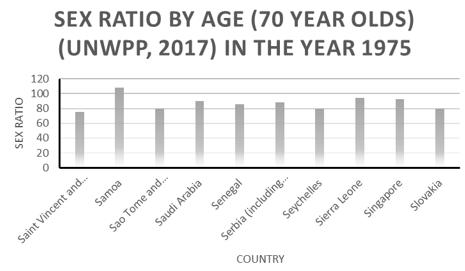 SEX RATIO BY AGE (70 YEAR OLDS)
(UNWPP, 2017) IN THE YEAR 1975
120
100
80
60
40
20
0
SEX RATIO
Saint Vincent and...
Samoa
Sao Tome and...
Saudi Arabia
Senegal
Serbia (including...
Seychelles
Sierra Leone
Singapore
Slovakia
COUNTRY